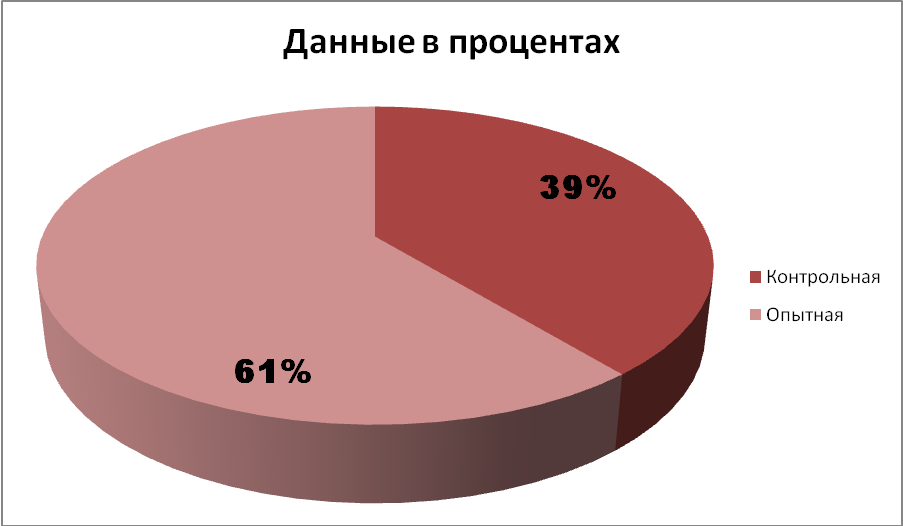 Данные в процентах
39%
Контрольная
Опытная
61%